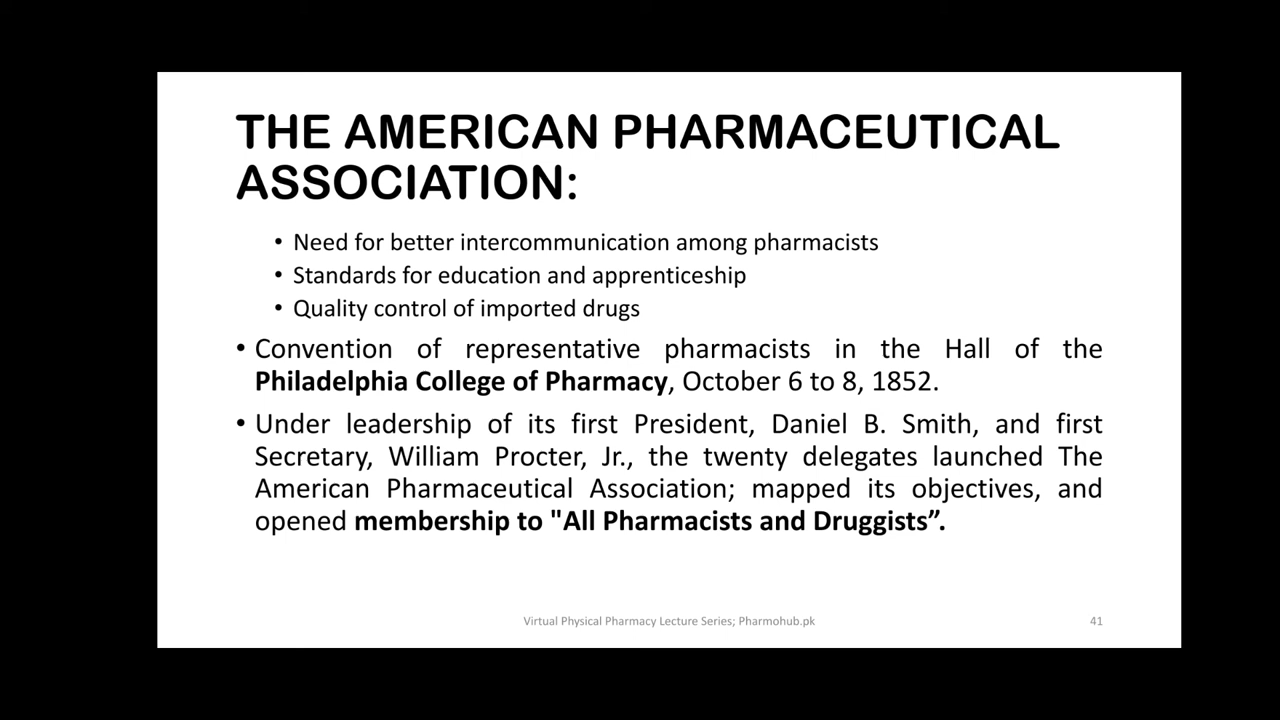 THE AMERICAN PHARMACEUTICAL
ASSOCIATION:
• Need for better intercommunication among pharmacists
• Standards for education and apprenticeship
• Quality control of imported drugs
• Convention of representative pharmacists in the Hall of the
Philadelphia College of Pharmacy, October 6 to 8, 1852.
• Under leadership of its first President, Daniel B. Smith, and first
Secretary, William Procter, Jr., the twenty delegates launched The
American Pharmaceutical Association; mapped its objectives, and
opened membership to "All Pharmacists and Druggists”.
Virtual Physical Pharmacy Lecture Series; Pharmohub.pk 41